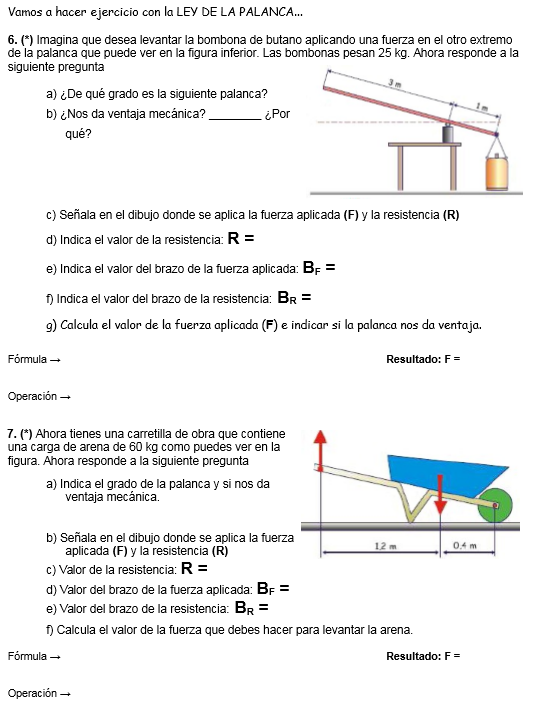 Vamos a hacer ejercicio con la LEY DE LA PALANCA...
6. (*) Imagina que desea levantar la bombona de butano aplicando una fuerza en el otro extremo
de la palanca que puede ver en la figura inferior. Las bombonas pesan 25 kg. Ahora responde a la
siguiente pregunta
3 m
1 m
a) ¿De qué grado es la siguiente palanca?
b) ¿Nos da ventaja mecánica? ________ ¿Por
qué?
c) Señala en el dibujo donde se aplica la fuerza aplicada (F) y la resistencia (R)
d) Indica el valor de la resistencia: R =
e) Indica el valor del brazo de la fuerza aplicada: BF =
f) Indica el valor del brazo de la resistencia: BR =
g) Calcula el valor de la fuerza aplicada (F) e indicar si la palanca nos da ventaja.
Fórmula → Resultado: F =
Operación →
7. (*) Ahora tienes una carretilla de obra que contiene
una carga de arena de 60 kg como puedes ver en la
figura. Ahora responde a la siguiente pregunta
a) Indica el grado de la palanca y si nos da
ventaja mecánica.
b) Señala en el dibujo donde se aplica la fuerza
aplicada (F) y la resistencia (R)
1,2 m
0,4 m
c) Valor de la resistencia: R =
d) Valor del brazo de la fuerza aplicada: BF =
e) Valor del brazo de la resistencia: BR =
f) Calcula el valor de la fuerza que debes hacer para levantar la arena.
Fórmula → Resultado: F =
Operación →